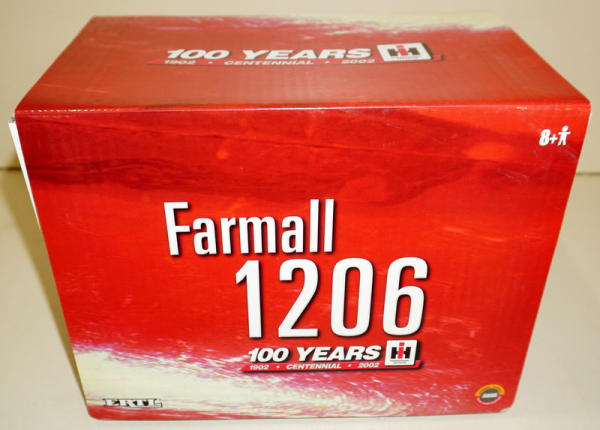 100 YEARS IH
1902 • CENTENNIAL • 2002
8+
Farmall
1206
100 YEARS IH
1902 • CENTENNIAL • 2002
ERTL